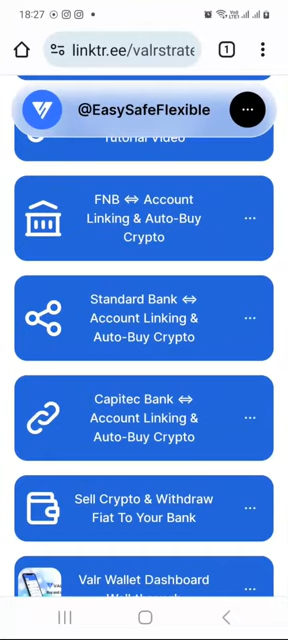 18:27
linktr.ee/valrstrate
1
@EasySafeFlexible
Tutorial Video
FNB ⇔ Account
Linking & Auto-Buy
Crypto
Standard Bank ⇔
Account Linking &
Auto-Buy Crypto
Capitec Bank ⇔
Account Linking &
Auto-Buy Crypto
Sell Crypto & Withdraw
Fiat To Your Bank
Valr Wallet Dashboard